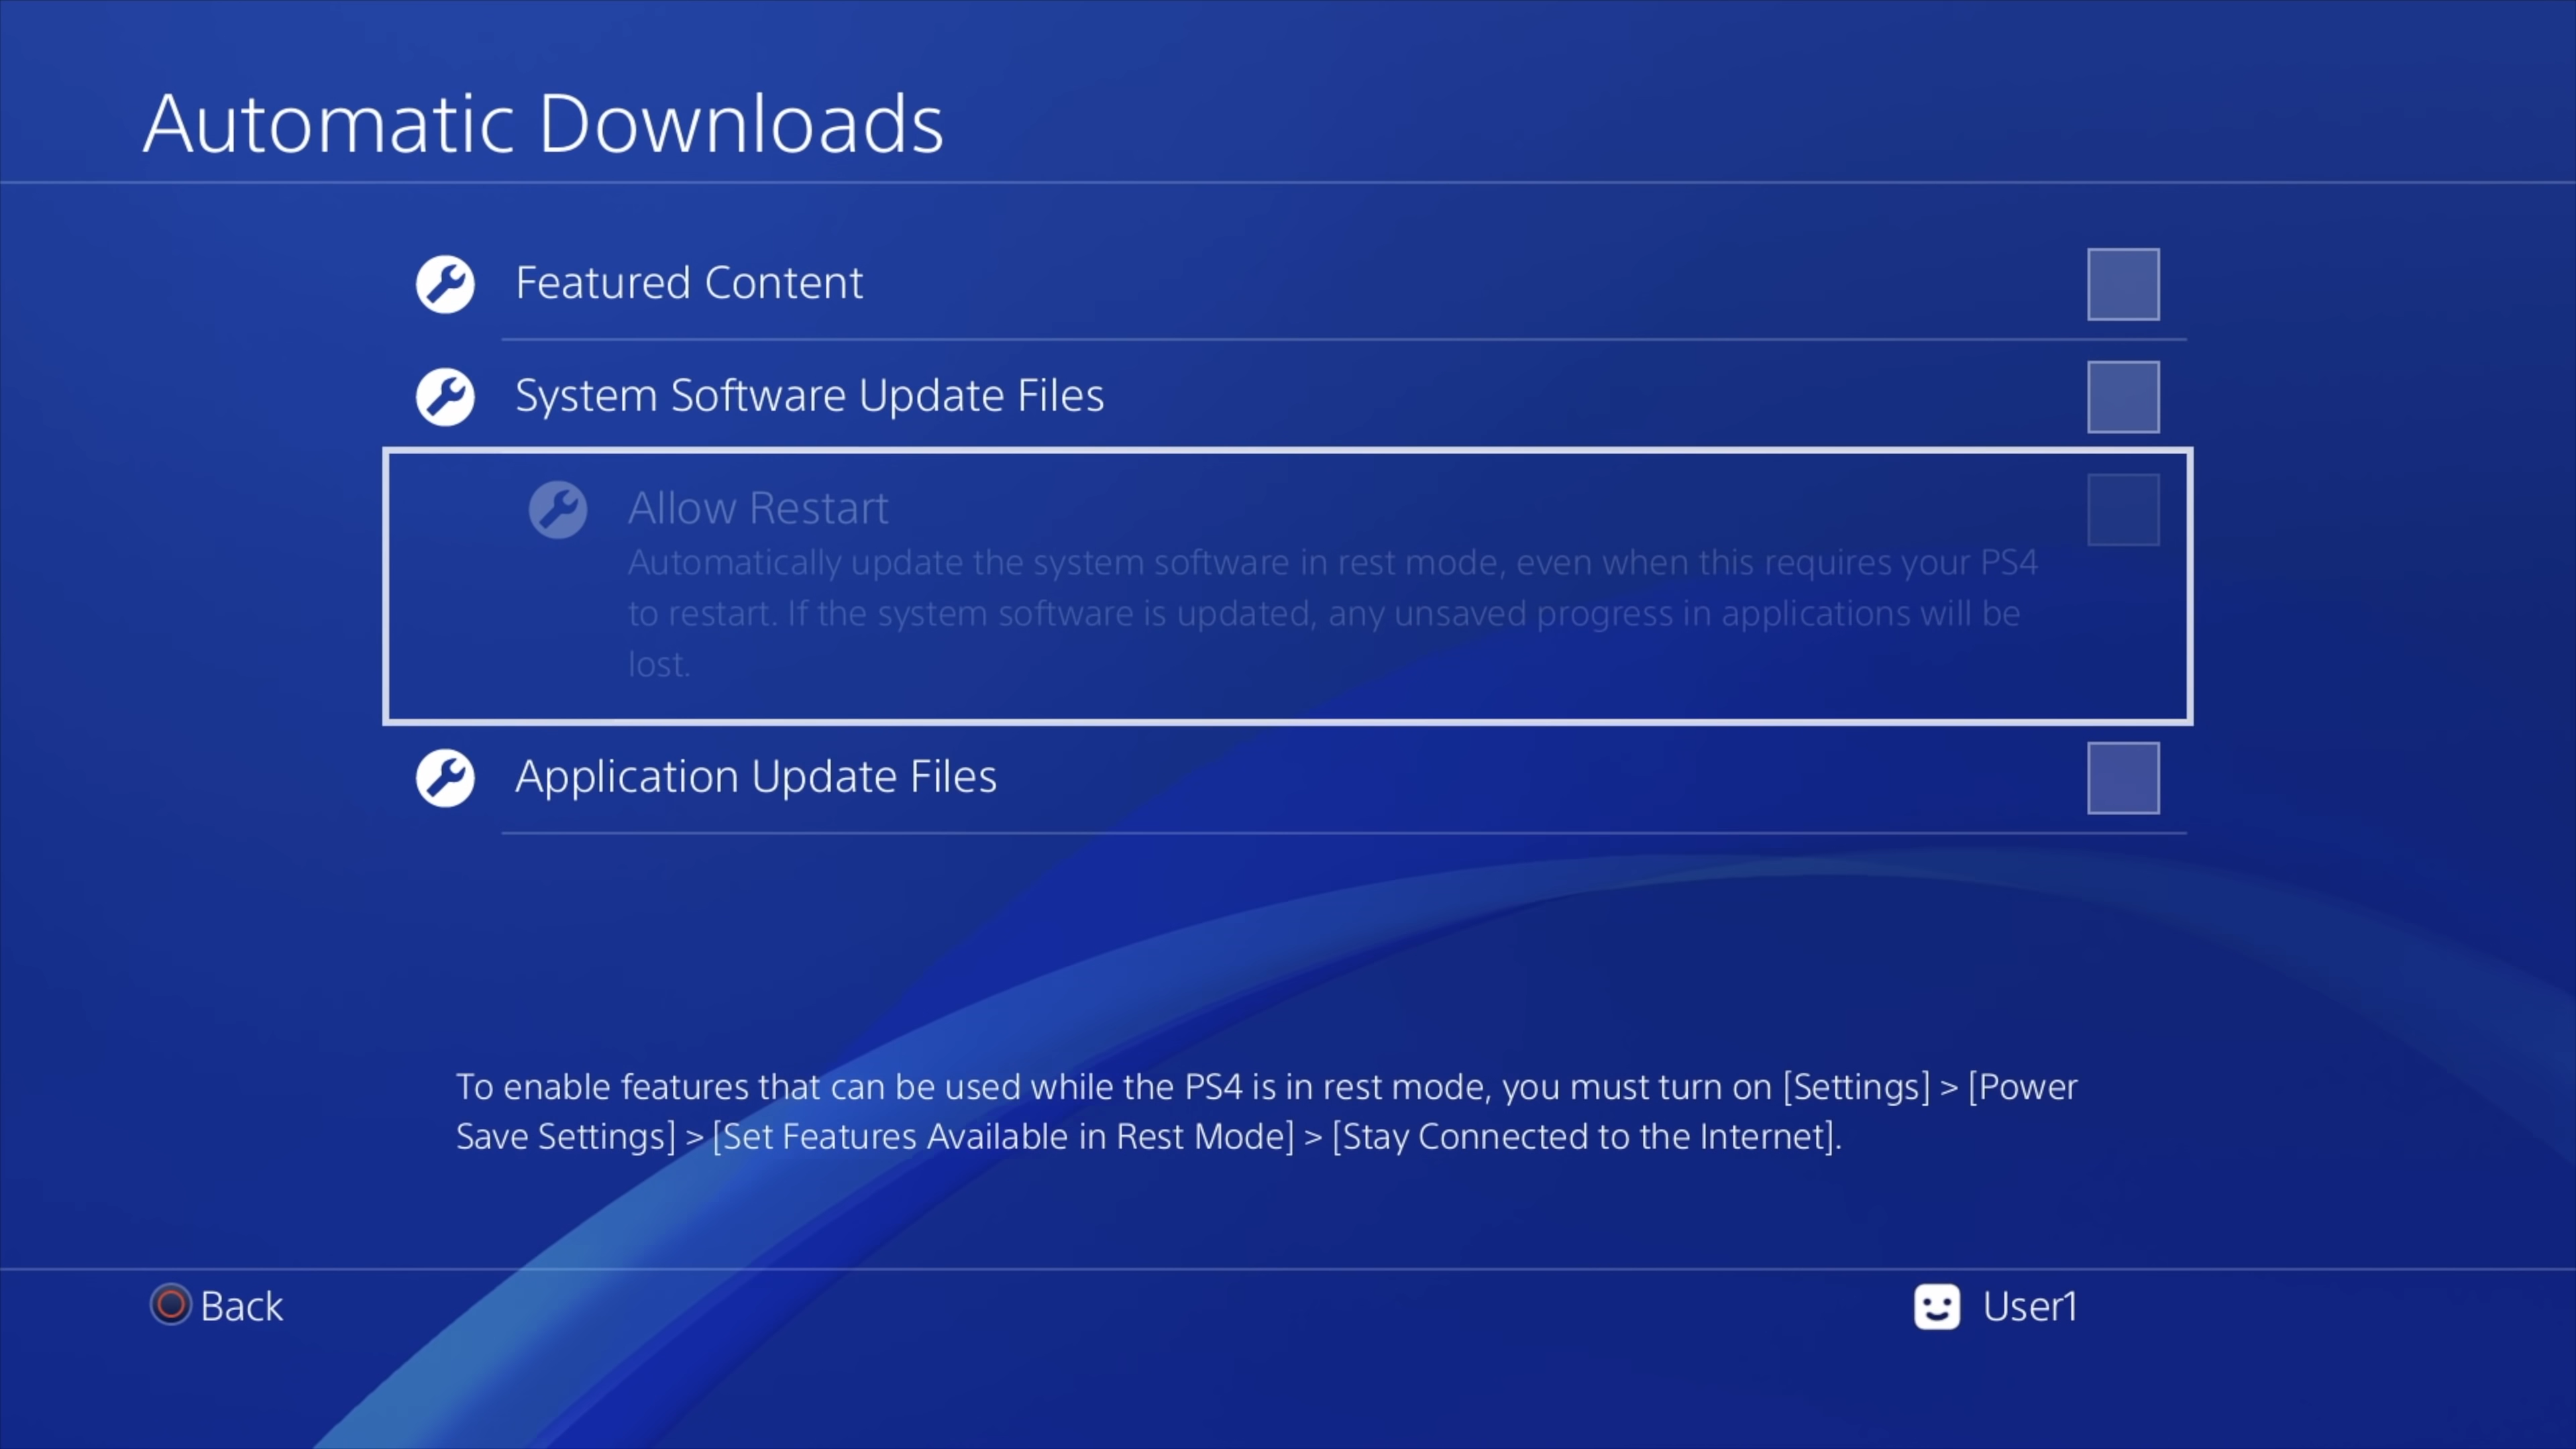 Automatic Downloads
Featured Content
System Software Update Files
Allow Restart
Automatically update the system software in rest mode, even when this requires your PS4
to restart. If the system software is updated, any unsaved progress in applications will be
lost.
Application Update Files
To enable features that can be used while the PS4 is in rest mode, you must turn on [Settings] > [Power
Save Settings] > [Set Features Available in Rest Mode] > [Stay Connected to the Internet].
Back
User1